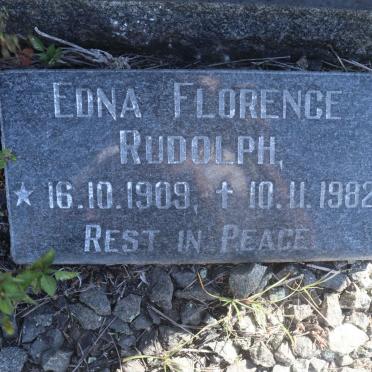 EDNA FLORENCE
RUDOLPH,
★ 16.10.1909, ✝ 10.11.1982
REST IN PEACE